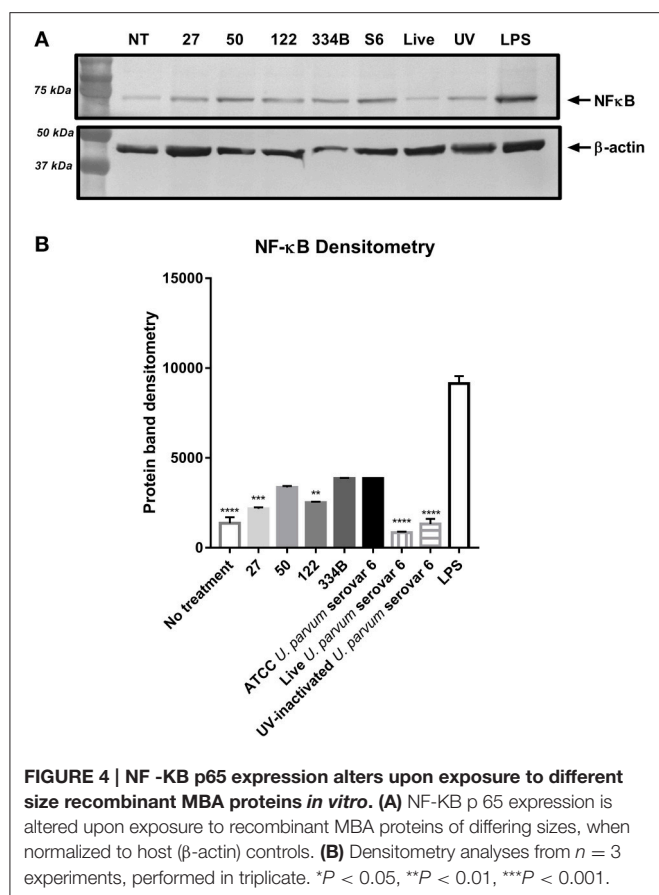 A
NT 27 50 122 334B S6 Live UV LPS
75 kDa
NFκB
50 kDa
β-actin
37 kDa
B
NF-κB Densitometry
15000
10000
5000
0
Protein band densitometry
**** *** ** **** ****
No treatment
27
50
122
334B
ATCC U. parvum serovar 6
Live U. parvum serovar 6
UV-inactivated U. parvum serovar 6
LPS
FIGURE 4 | NF -KB p65 expression alters upon exposure to different
size recombinant MBA proteins in vitro. (A) NF-KB p 65 expression is
altered upon exposure to recombinant MBA proteins of differing sizes, when
normalized to host (β-actin) controls. (B) Densitometry analyses from n = 3
experiments, performed in triplicate. *P < 0.05, **P < 0.01, ***P < 0.001.